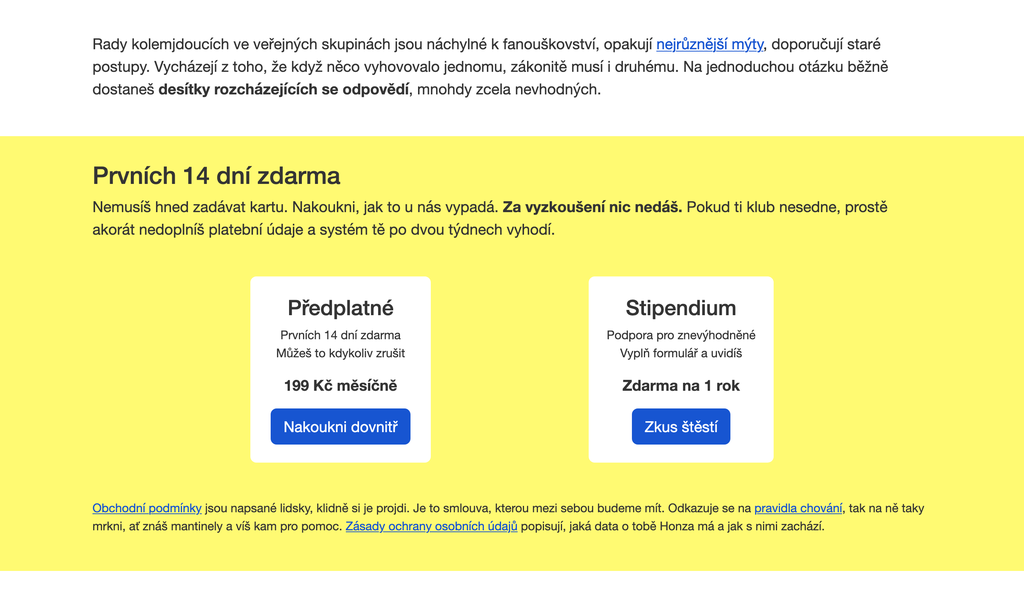 Rady kolemjdoucích ve veřejných skupinách jsou náchylné k fanouškovství, opakují nejrůznější mýty, doporučují staré
postupy. Vycházejí z toho, že když něco vyhovovalo jednomu, zákonitě musí i druhému. Na jednoduchou otázku běžně
dostaneš desítky rozcházejících se odpovědí, mnohdy zcela nevhodných.
Prvních 14 dní zdarma
Nemusíš hned zadávat kartu. Nakoukni, jak to u nás vypadá. Za vyzkoušení nic nedáš. Pokud ti klub nesedne, prostě
akorát nedoplníš platební údaje a systém tě po dvou týdnech vyhodí.
Předplatné
Prvních 14 dní zdarma
Můžeš to kdykoliv zrušit
199 Kč měsíčně
Nakoukni dovnitř
Stipendium
Podpora pro znevýhodněné
Vyplň formulář a uvidíš
Zdarma na 1 rok
Zkus štěstí
Obchodní podmínky jsou napsané lidsky, klidně si je projdi. Je to smlouva, kterou mezi sebou budeme mít. Odkazuje se na pravidla chování, tak na ně taky
mrkni, ať znáš mantinely a víš kam pro pomoc. Zásady ochrany osobních údajů popisují, jaká data o tobě Honza má a jak s nimi zachází.